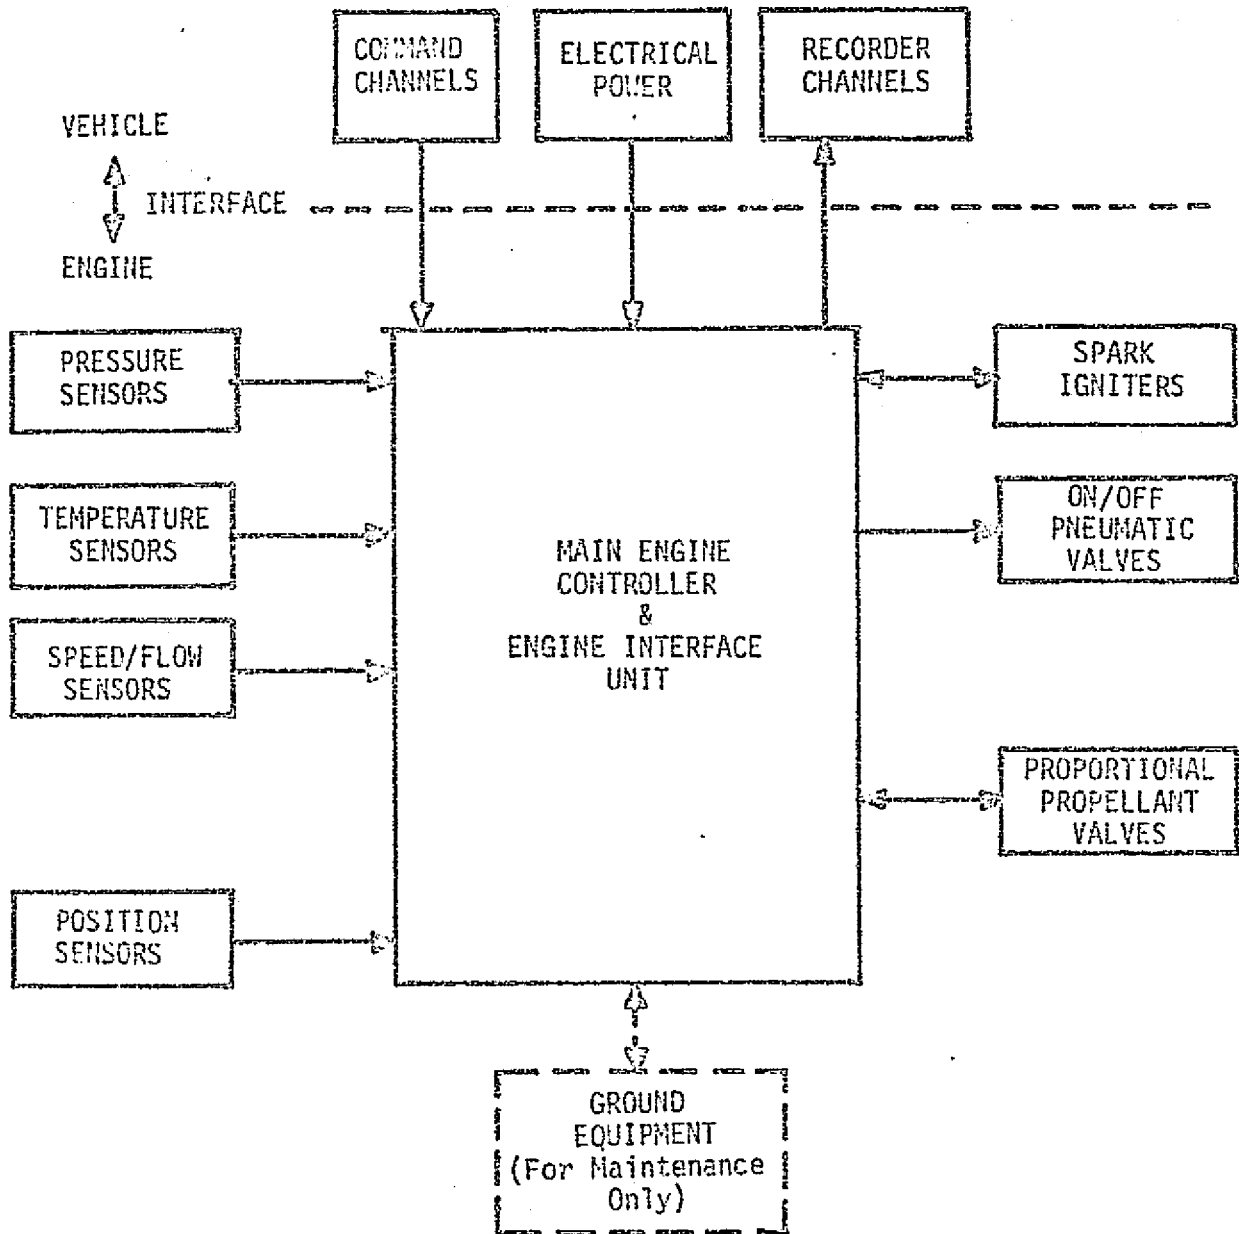 COMMAND
CHANNELS
ELECTRICAL
POWER
RECORDER
CHANNELS
VEHICLE
INTERFACE
ENGINE
PRESSURE
SENSORS
TEMPERATURE
SENSORS
SPEED/FLOW
SENSORS
POSITION
SENSORS
MAIN ENGINE
CONTROLLER
&
ENGINE INTERFACE
UNIT
SPARK
IGNITERS
ON/OFF
PNEUMATIC
VALVES
PROPORTIONAL
PROPELLANT
VALVES
GROUND
EQUIPMENT
(For Maintenance
Only)